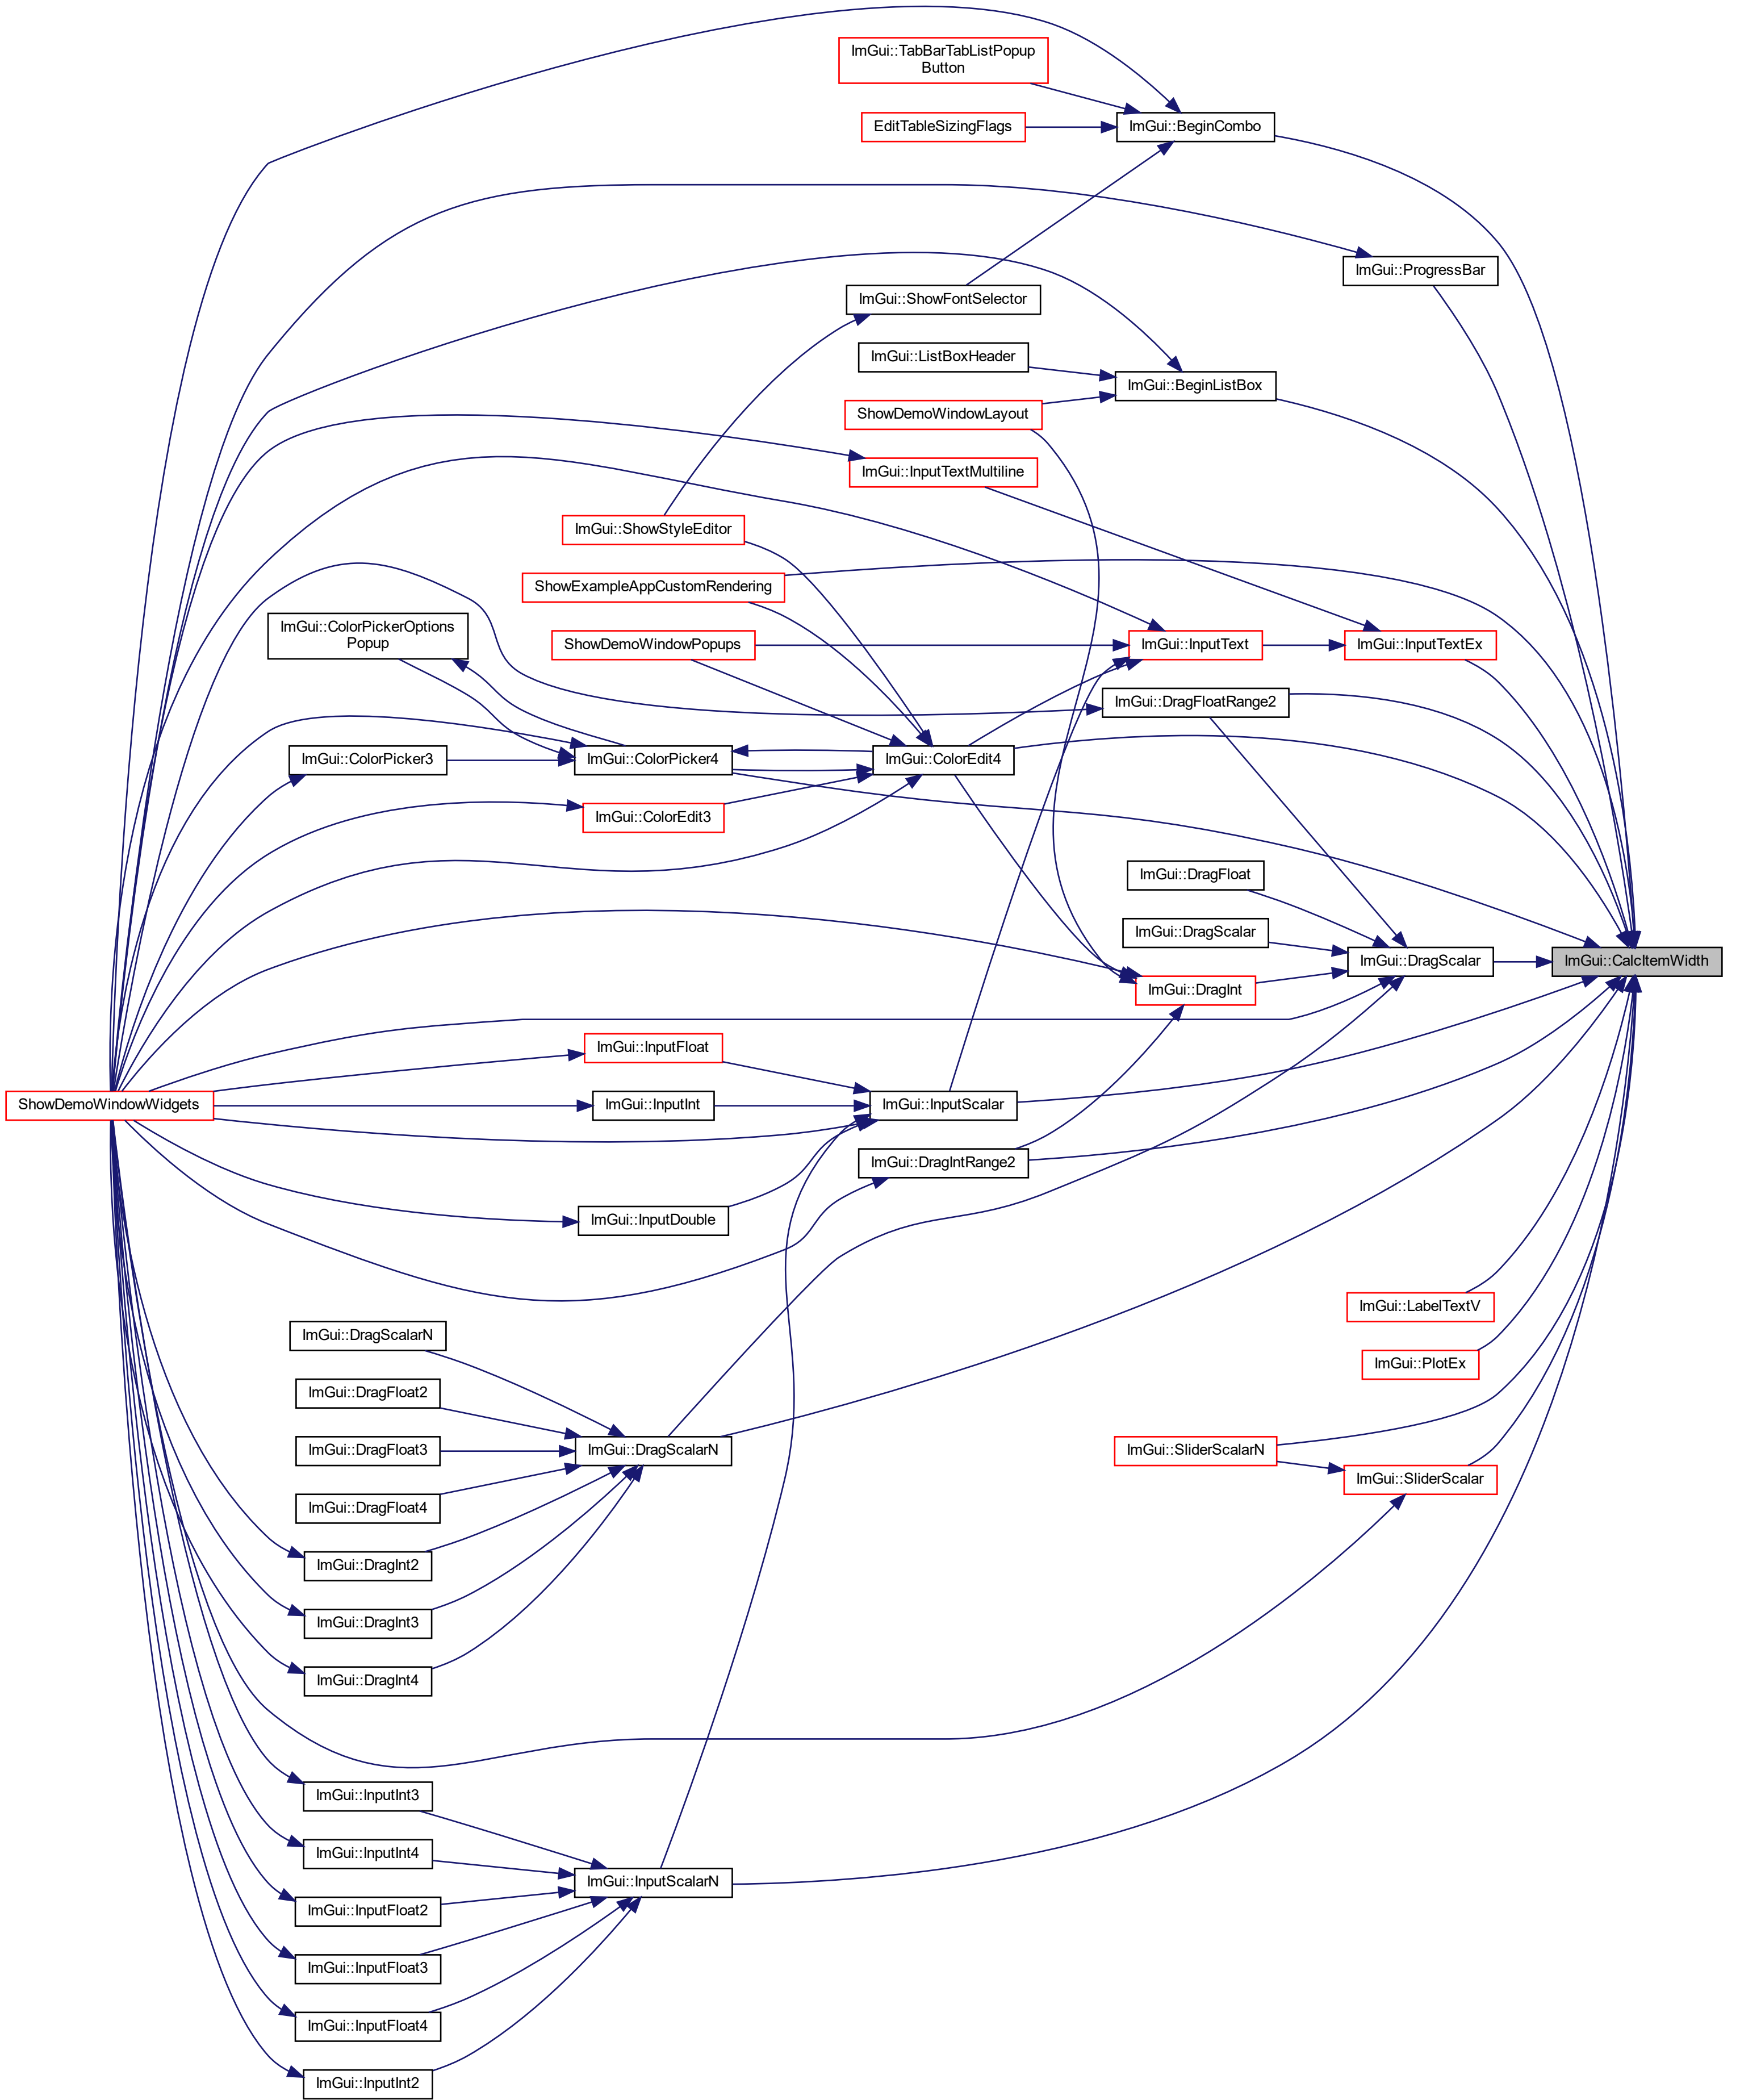 ImGui::TabBarTabListPopup
Button
EditTableSizingFlags
ImGui::BeginCombo
ImGui::ProgressBar
ImGui::ShowFontSelector
ImGui::ListBoxHeader
ImGui::BeginListBox
ShowDemoWindowLayout
ImGui::InputTextMultiline
ImGui::ShowStyleEditor
ShowExampleAppCustomRendering
ImGui::ColorPickerOptions
Popup
ShowDemoWindowPopups
ImGui::InputText
ImGui::InputTextEx
ImGui::DragFloatRange2
ImGui::ColorPicker3
ImGui::ColorPicker4
ImGui::ColorEdit4
ImGui::ColorEdit3
ImGui::DragFloat
ImGui::DragScalar
ImGui::DragScalar
ImGui::CalcItemWidth
ImGui::DragInt
ImGui::InputFloat
ShowDemoWindowWidgets
ImGui::InputInt
ImGui::InputScalar
ImGui::DragIntRange2
ImGui::InputDouble
ImGui::LabelTextV
ImGui::DragScalarN
ImGui::PlotEx
ImGui::DragFloat2
ImGui::DragFloat3
ImGui::DragScalarN
ImGui::SliderScalarN
ImGui::SliderScalar
ImGui::DragFloat4
ImGui::DragInt2
ImGui::DragInt3
ImGui::DragInt4
ImGui::InputInt3
ImGui::InputInt4
ImGui::InputScalarN
ImGui::InputFloat2
ImGui::InputFloat3
ImGui::InputFloat4
ImGui::InputInt2